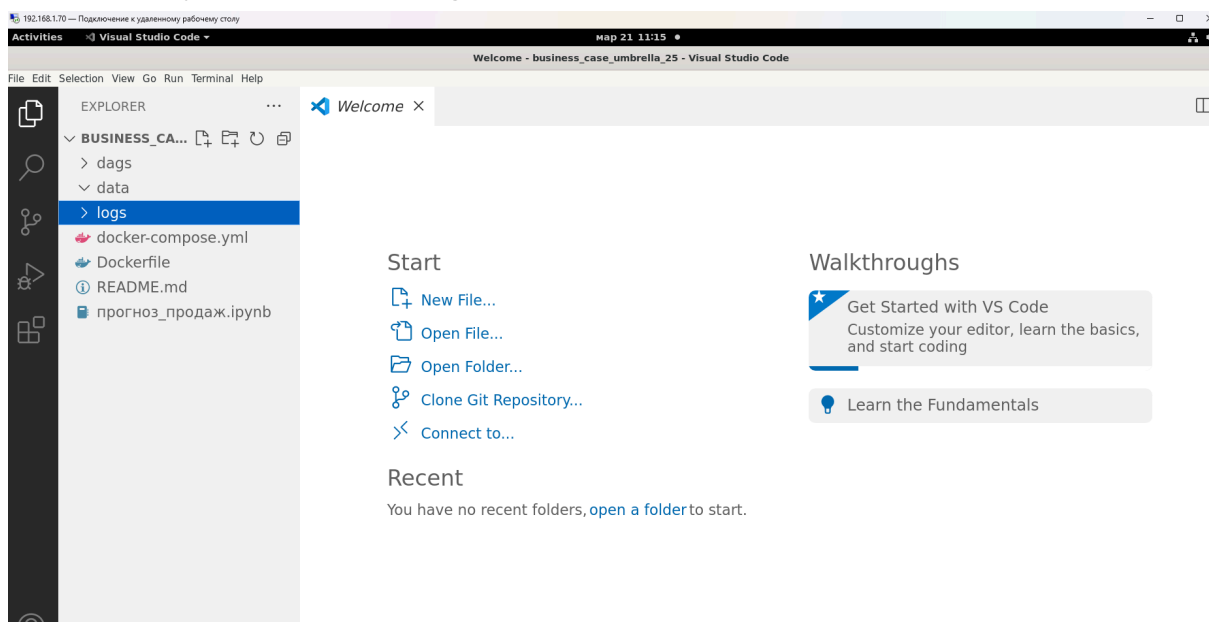 192.168.1.70 — Подключение к удаленному рабочему столу
Activities Visual Studio Code
мар 21 11:15
Welcome - business_case_umbrella_25 - Visual Studio Code
File Edit Selection View Go Run Terminal Help
EXPLORER
Welcome
BUSINESS_CA...
dags
data
logs
docker-compose.yml
Dockerfile
README.md
прогноз_продаж.ipynb
Start
New File...
Open File...
Open Folder...
Clone Git Repository...
Connect to...
Recent
You have no recent folders, open a folder to start.
Walkthroughs
Get Started with VS Code
Customize your editor, learn the basics,
and start coding
Learn the Fundamentals